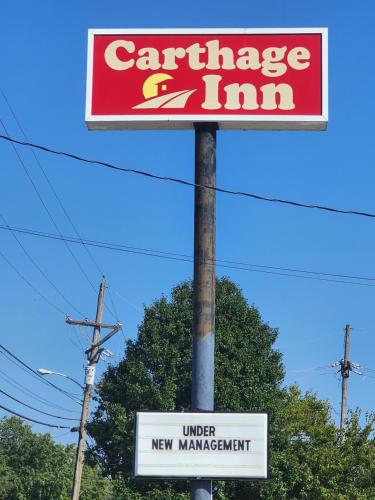 Carthage
Inn
UNDER
NEW MANAGEMENT